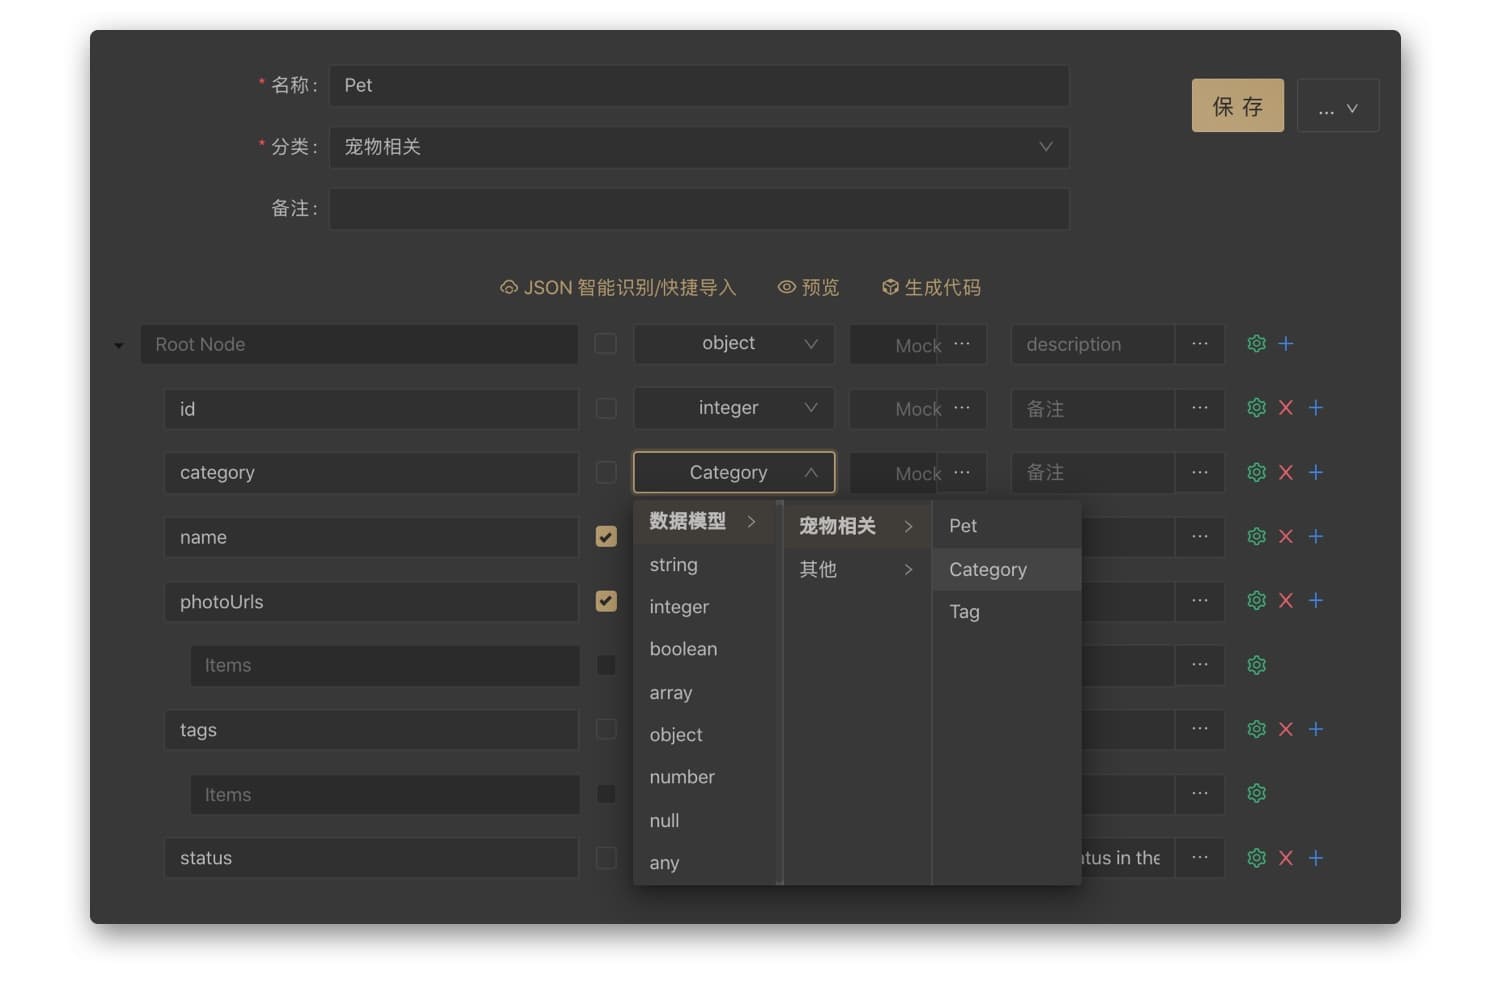 * 名称 : Pet
保 存
... 
* 分类 : 宠物相关
备注 :
JSON 智能识别/快捷导入 预览 生成代码
Root Node object Mock ... description ...
id integer Mock ... 备注 ...
category Category Mock ... 备注 ...
name ...
photoUrls ...
Items ...
tags ...
Items ...
status tus in the ...
数据模型
string
integer
boolean
array
object
number
null
any
宠物相关
其他
Pet
Category
Tag